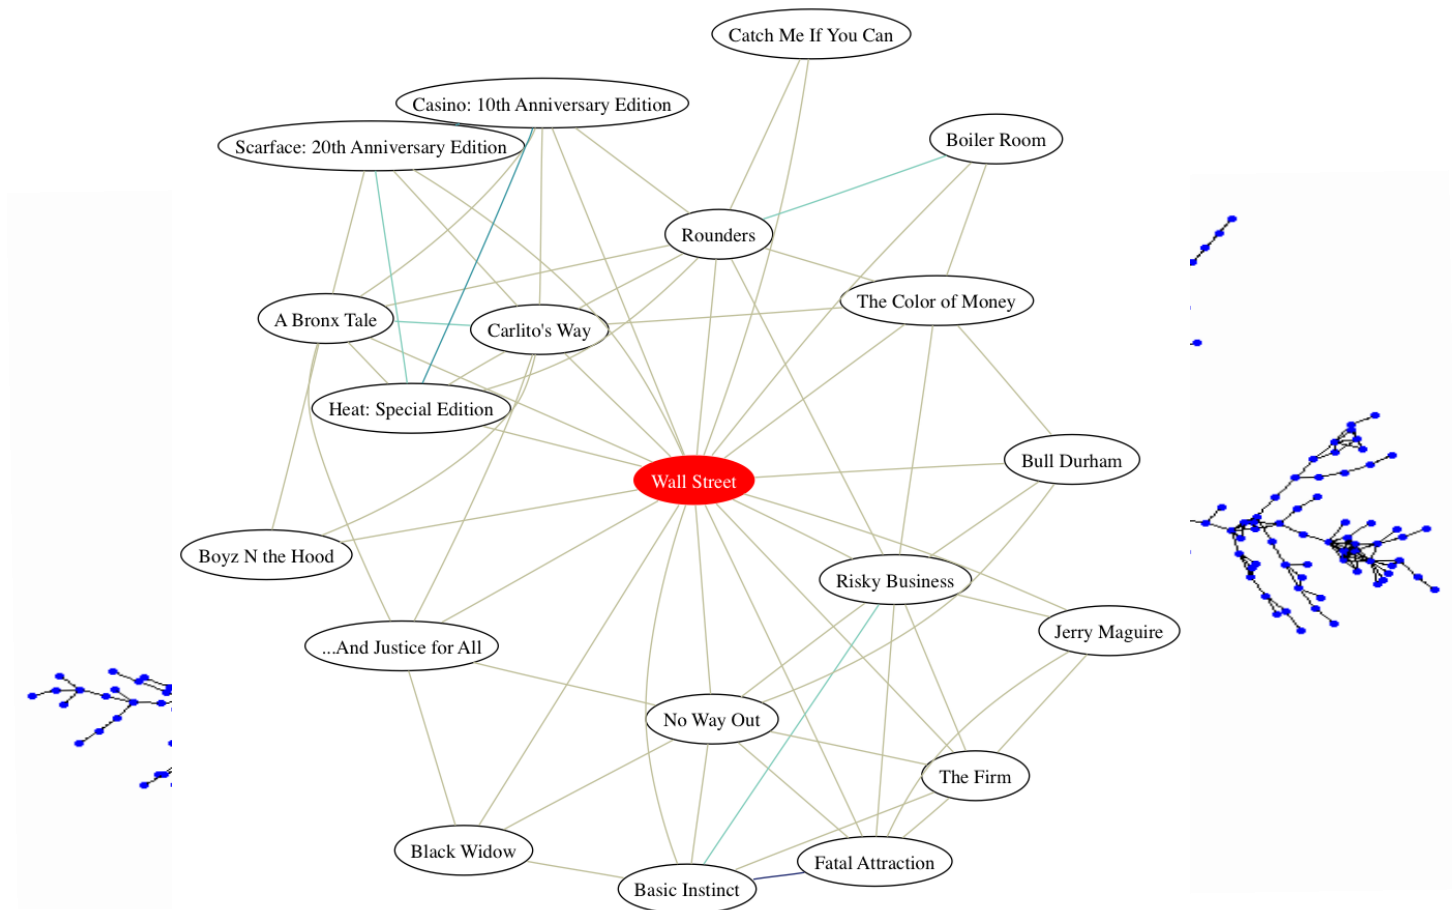 Catch Me If You Can
Casino: 10th Anniversary Edition
Scarface: 20th Anniversary Edition
Boiler Room
Rounders
The Color of Money
A Bronx Tale
Carlito's Way
Heat: Special Edition
Bull Durham
Wall Street
Boyz N the Hood
Risky Business
Jerry Maguire
...And Justice for All
No Way Out
The Firm
Black Widow
Fatal Attraction
Basic Instinct